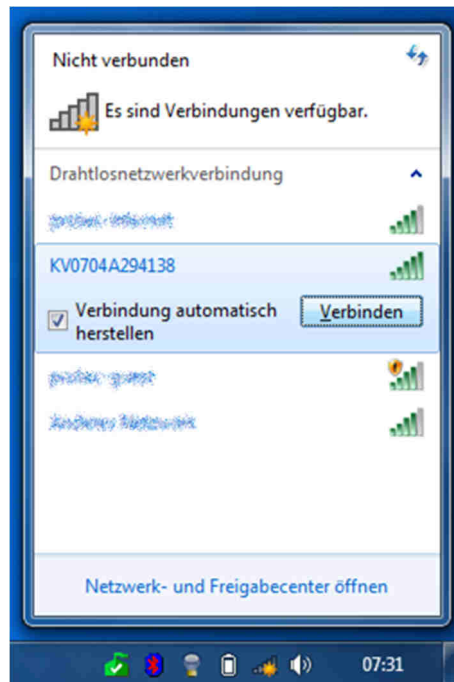 Nicht verbunden
Es sind Verbindungen verfügbar.
Drahtlosnetzwerkverbindung
KV0704A294138
Verbindung automatisch
herstellen
Verbinden
Netzwerk- und Freigabecenter öffnen
07:31